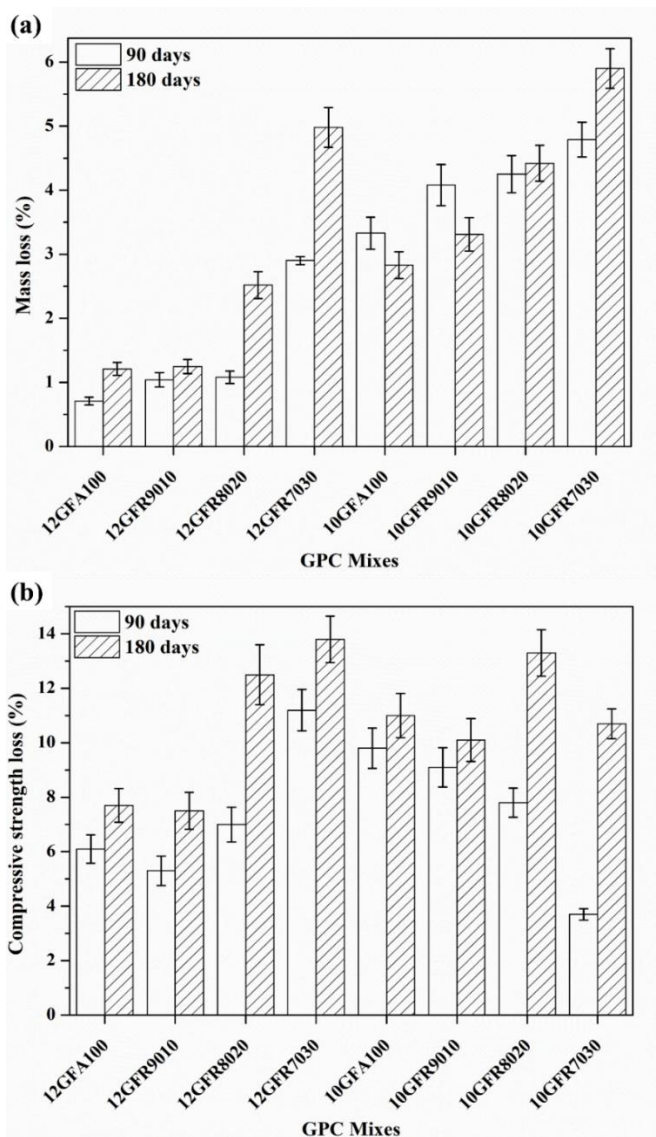 (a)
90 days
180 days
6
5
4
3
2
1
0
Mass loss (%)
12GFA100
12GFR9010
12GFR8020
12GFR7030
10GFA100
10GFR9010
10GFR8020
10GFR7030
GPC Mixes
(b)
90 days
180 days
14
12
10
8
6
4
2
0
Compressive strength loss (%)
12GFA100
12GFR9010
12GFR8020
12GFR7030
10GFA100
10GFR9010
10GFR8020
10GFR7030
GPC Mixes